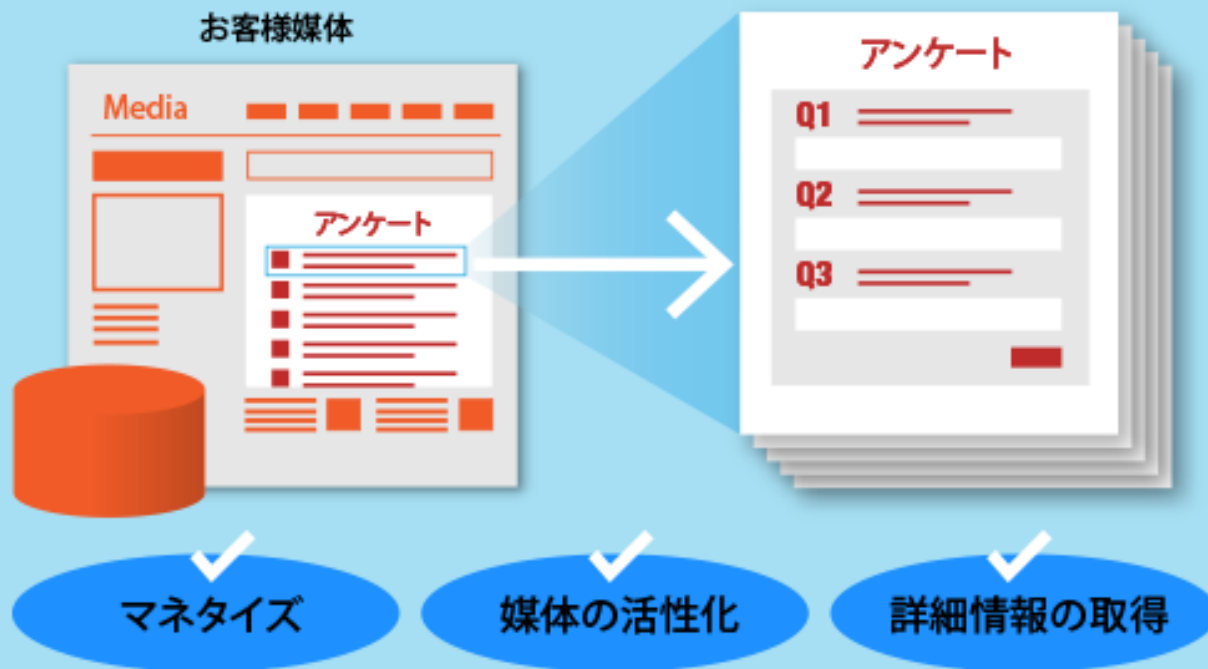 お客様媒体
Media
アンケート
アンケート
Q1
Q2
Q3
マネタイズ
媒体の活性化
詳細情報の取得